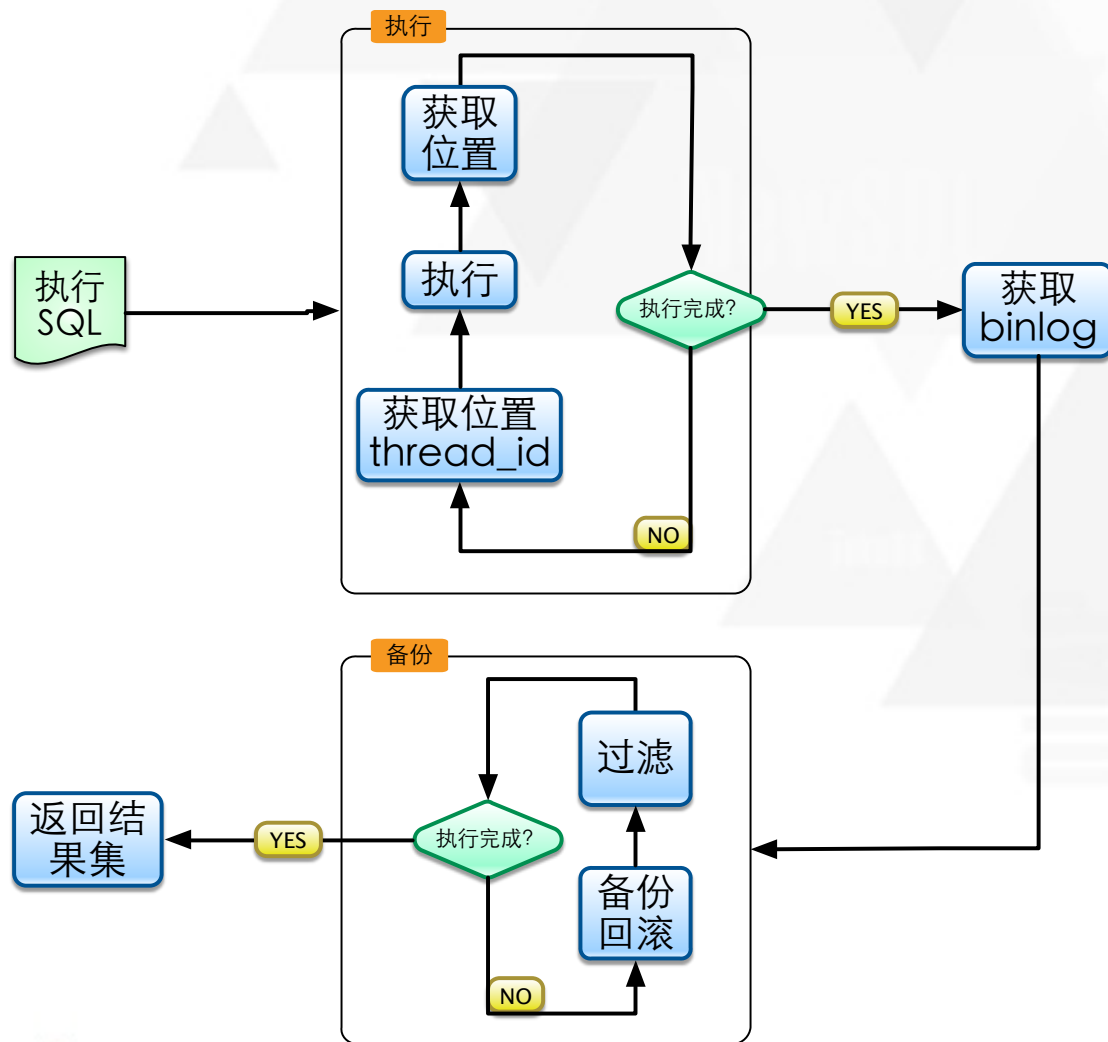 执行
获取
位置
执行
SQL
执行
执行完成?
YES
获取
binlog
获取位置
thread_id
NO
备份
过滤
返回结
果集
YES
执行完成?
备份
回滚
NO